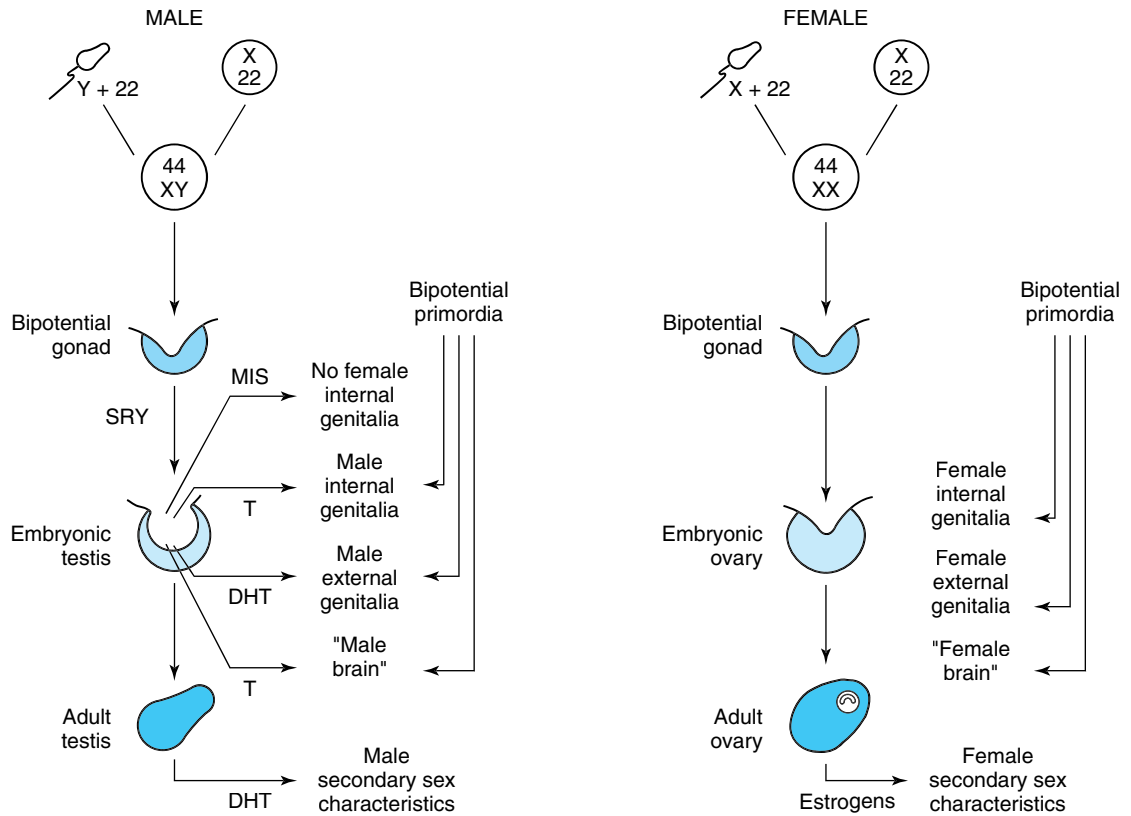 MALE
Y + 22
X
22
44
XY
Bipotential
gonad
Bipotential
primordia
MIS
No female
internal
genitalia
SRY
Male
internal
genitalia
T
Embryonic
testis
Male
external
genitalia
DHT
"Male
brain"
T
Adult
testis
DHT
Male
secondary sex
characteristics
FEMALE
X + 22
X
22
44
XX
Bipotential
gonad
Bipotential
primordia
Female
internal
genitalia
Embryonic
ovary
Female
external
genitalia
"Female
brain"
Adult
ovary
Estrogens
Female
secondary sex
characteristics